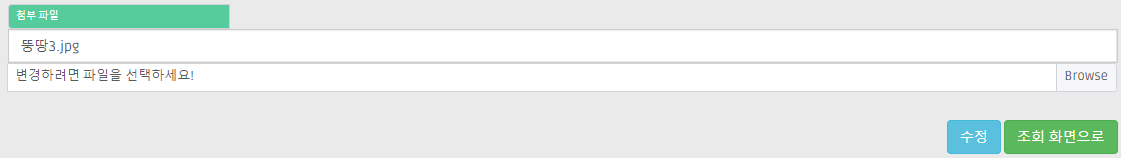 첨부 파일
뚱땅3.jpg
변경하려면 파일을 선택하세요!
Browse
수정
조회 화면으로